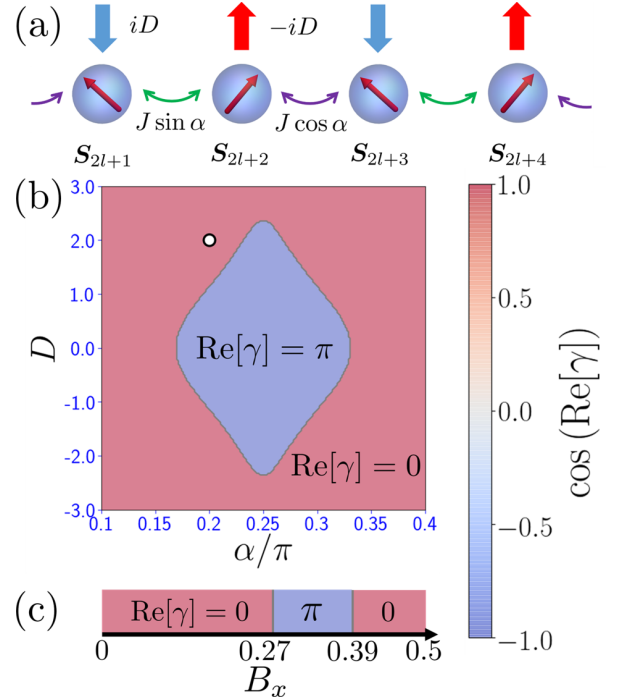 (a) iD −iD
J sin α J cos α
S₂ₗ₊₁ S₂ₗ₊₂ S₂ₗ₊₃ S₂ₗ₊₄
(b)
3.0
2.0
1.0
0.0
-1.0
-2.0
-3.0
D
Re[γ] = π
Re[γ] = 0
0.1 0.15 0.2 0.25 0.3 0.35 0.4
α/π
1.0
0.5
0.0
−0.5
−1.0
cos (Re[γ])
(c) Re[γ] = 0 π 0
0 0.27 0.39 0.5
Bₓ